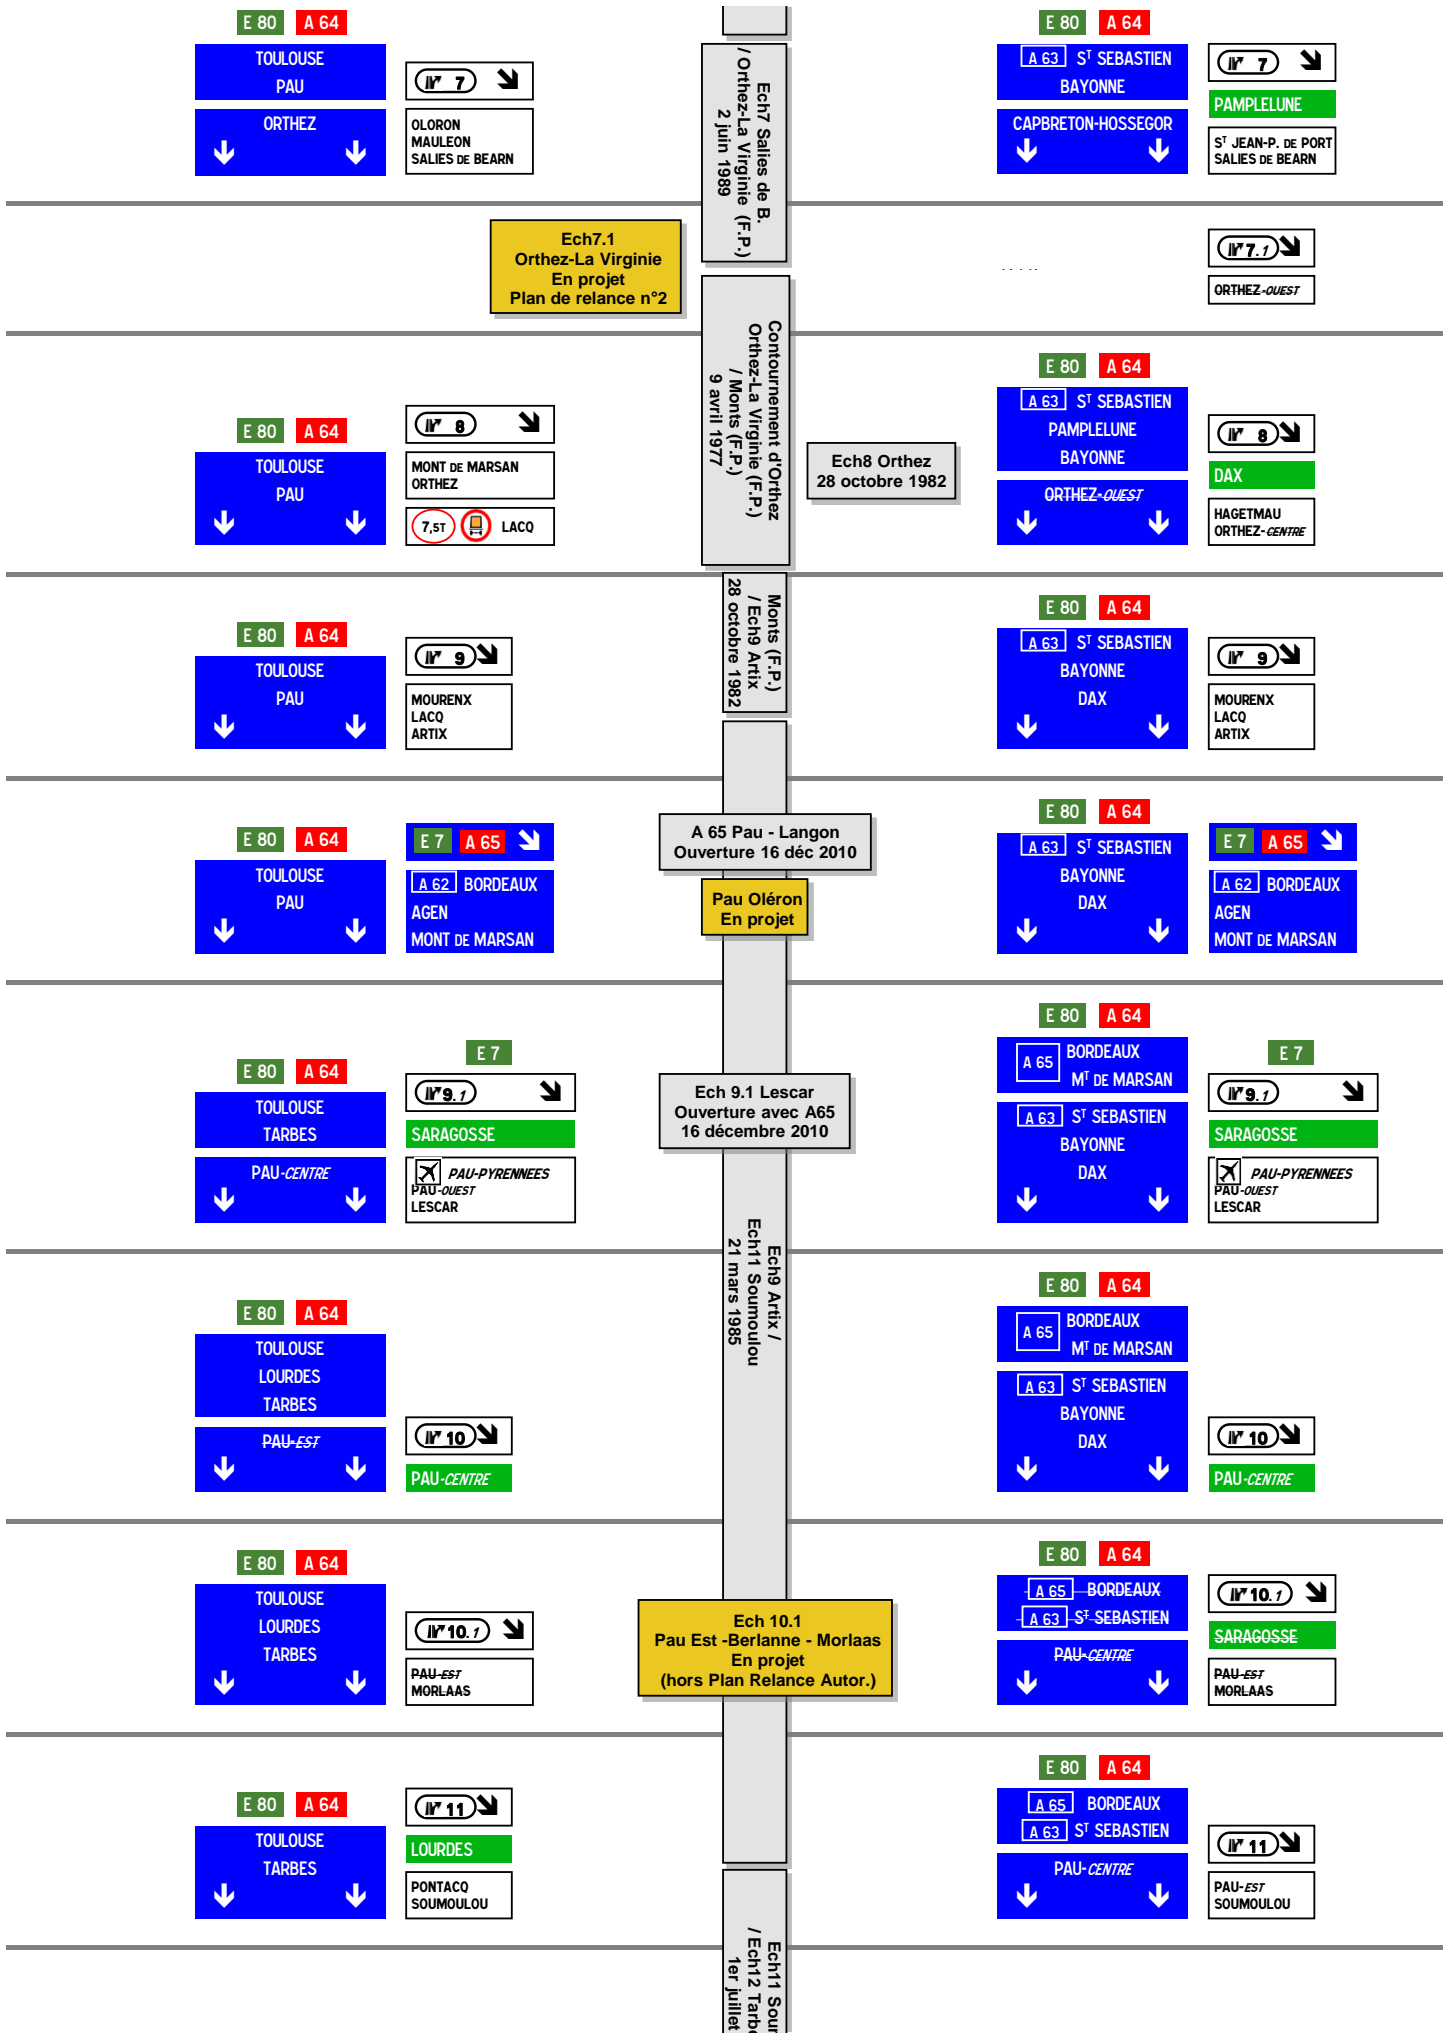 E 80 A 64
TOULOUSE
PAU
ORTHEZ
7
OLORON
MAULEON
SALIES DE BEARN
Ech7 Salies de B.
/ Orthez-La Virginie (F.P.)
2 juin 1989
E 80 A 64
A 63 Sᵀ SEBASTIEN
BAYONNE
CAPBRETON-HOSSEGOR
7
PAMPLELUNE
Sᵀ JEAN-P. DE PORT
SALIES DE BEARN
Ech7.1
Orthez-La Virginie
En projet
Plan de relance n°2
7.1
ORTHEZ-OUEST
E 80 A 64
TOULOUSE
PAU
8
MONT DE MARSAN
ORTHEZ
7,5T LACQ
Contournement d'Orthez
Orthez-La Virginie (F.P.)
/ Monts (F.P.)
9 avril 1977
Ech8 Orthez
28 octobre 1982
E 80 A 64
A 63 Sᵀ SEBASTIEN
PAMPLELUNE
BAYONNE
ORTHEZ-OUEST
8
DAX
HAGETMAU
ORTHEZ-CENTRE
E 80 A 64
TOULOUSE
PAU
9
MOURENX
LACQ
ARTIX
Monts (F.P.)
/ Ech9 Artix
28 octobre 1982
E 80 A 64
A 63 Sᵀ SEBASTIEN
BAYONNE
DAX
9
MOURENX
LACQ
ARTIX
E 80 A 64
TOULOUSE
PAU
E 7 A 65
A 62 BORDEAUX
AGEN
MONT DE MARSAN
A 65 Pau - Langon
Ouverture 16 déc 2010
Pau Oléron
En projet
E 80 A 64
A 63 Sᵀ SEBASTIEN
BAYONNE
DAX
E 7 A 65
A 62 BORDEAUX
AGEN
MONT DE MARSAN
E 80 A 64
TOULOUSE
TARBES
PAU-CENTRE
E 7
9.1
SARAGOSSE
PAU-PYRENNEES
PAU-OUEST
LESCAR
Ech 9.1 Lescar
Ouverture avec A65
16 décembre 2010
E 80 A 64
A 65 BORDEAUX
Mᵀ DE MARSAN
A 63 Sᵀ SEBASTIEN
BAYONNE
DAX
E 7
9.1
SARAGOSSE
PAU-PYRENNEES
PAU-OUEST
LESCAR
Ech9 Artix /
Ech11 Soumoulou
21 mars 1985
E 80 A 64
TOULOUSE
LOURDES
TARBES
PAU-EST
10
PAU-CENTRE
E 80 A 64
A 65 BORDEAUX
Mᵀ DE MARSAN
A 63 Sᵀ SEBASTIEN
BAYONNE
DAX
10
PAU-CENTRE
E 80 A 64
TOULOUSE
LOURDES
TARBES
10.1
PAU-EST
MORLAAS
Ech 10.1
Pau Est -Berlanne - Morlaas
En projet
(hors Plan Relance Autor.)
E 80 A 64
A 65 BORDEAUX
A 63 Sᵀ SEBASTIEN
PAU-CENTRE
10.1
SARAGOSSE
PAU-EST
MORLAAS
E 80 A 64
TOULOUSE
TARBES
11
LOURDES
PONTACQ
SOUMOULOU
E 80 A 64
A 65 BORDEAUX
A 63 Sᵀ SEBASTIEN
PAU-CENTRE
11
PAU-EST
SOUMOULOU
Ech11 Sour
/ Ech12 Tarb
1er juillet